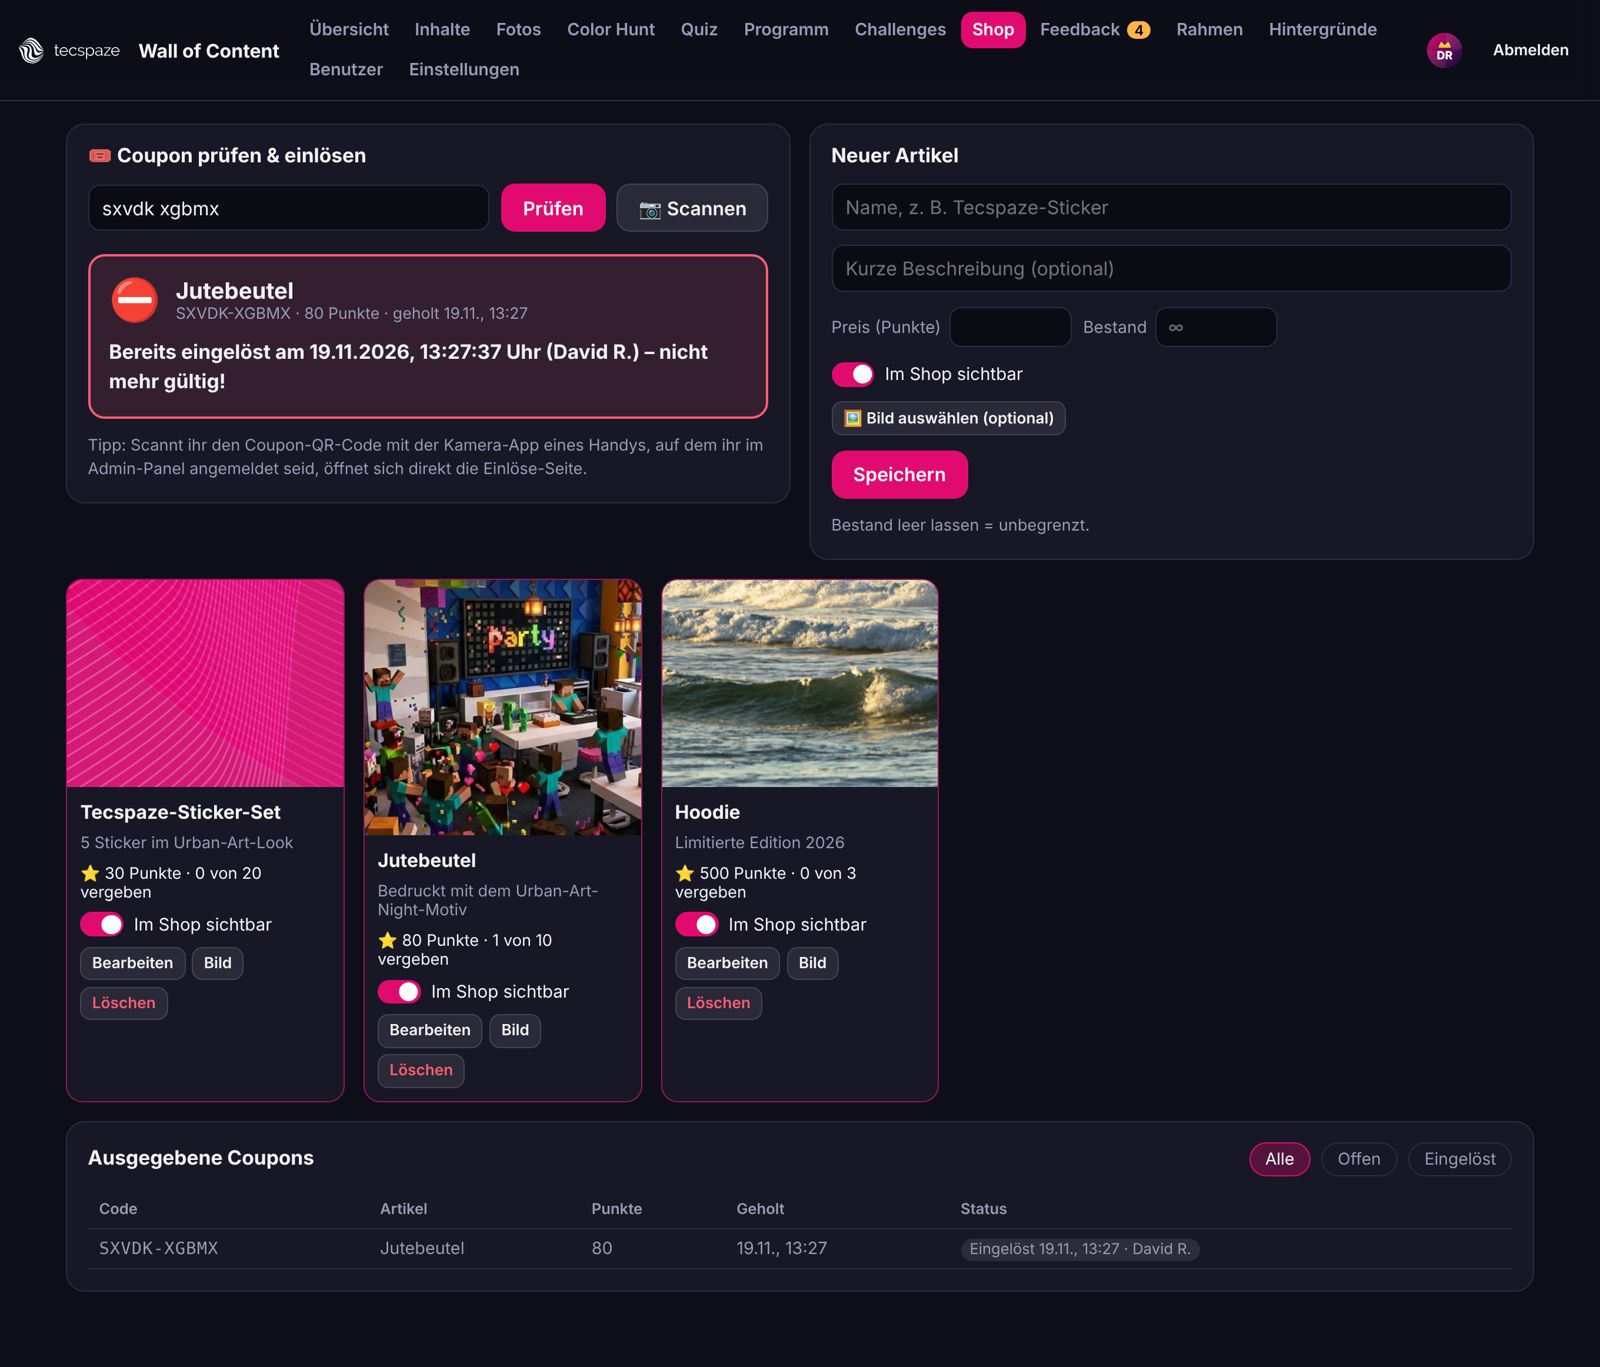 tecspaze
Wall of Content
Übersicht Inhalte Fotos Color Hunt Quiz Programm Challenges Shop Feedback 4 Rahmen Hintergründe
Benutzer Einstellungen
DR
Abmelden
Coupon prüfen & einlösen
sxvdk xgbmx
Prüfen
Scannen
Jutebeutel
SXVDK-XGBMX · 80 Punkte · geholt 19.11., 13:27
Bereits eingelöst am 19.11.2026, 13:27:37 Uhr (David R.) – nicht
mehr gültig!
Tipp: Scannt ihr den Coupon-QR-Code mit der Kamera-App eines Handys, auf dem ihr im
Admin-Panel angemeldet seid, öffnet sich direkt die Einlöse-Seite.
Neuer Artikel
Name, z. B. Tecspaze-Sticker
Kurze Beschreibung (optional)
Preis (Punkte) Bestand ∞
Im Shop sichtbar
Bild auswählen (optional)
Speichern
Bestand leer lassen = unbegrenzt.
Tecspaze-Sticker-Set
5 Sticker im Urban-Art-Look
⭐ 30 Punkte · 0 von 20
vergeben
Im Shop sichtbar
Bearbeiten Bild
Löschen
party
Jutebeutel
Bedruckt mit dem Urban-Art-
Night-Motiv
⭐ 80 Punkte · 1 von 10
vergeben
Im Shop sichtbar
Bearbeiten Bild
Löschen
Hoodie
Limitierte Edition 2026
⭐ 500 Punkte · 0 von 3
vergeben
Im Shop sichtbar
Bearbeiten Bild
Löschen
Ausgegebene Coupons
Alle Offen Eingelöst
Code Artikel Punkte Geholt Status
SXVDK-XGBMX Jutebeutel 80 19.11., 13:27 Eingelöst 19.11., 13:27 · David R.